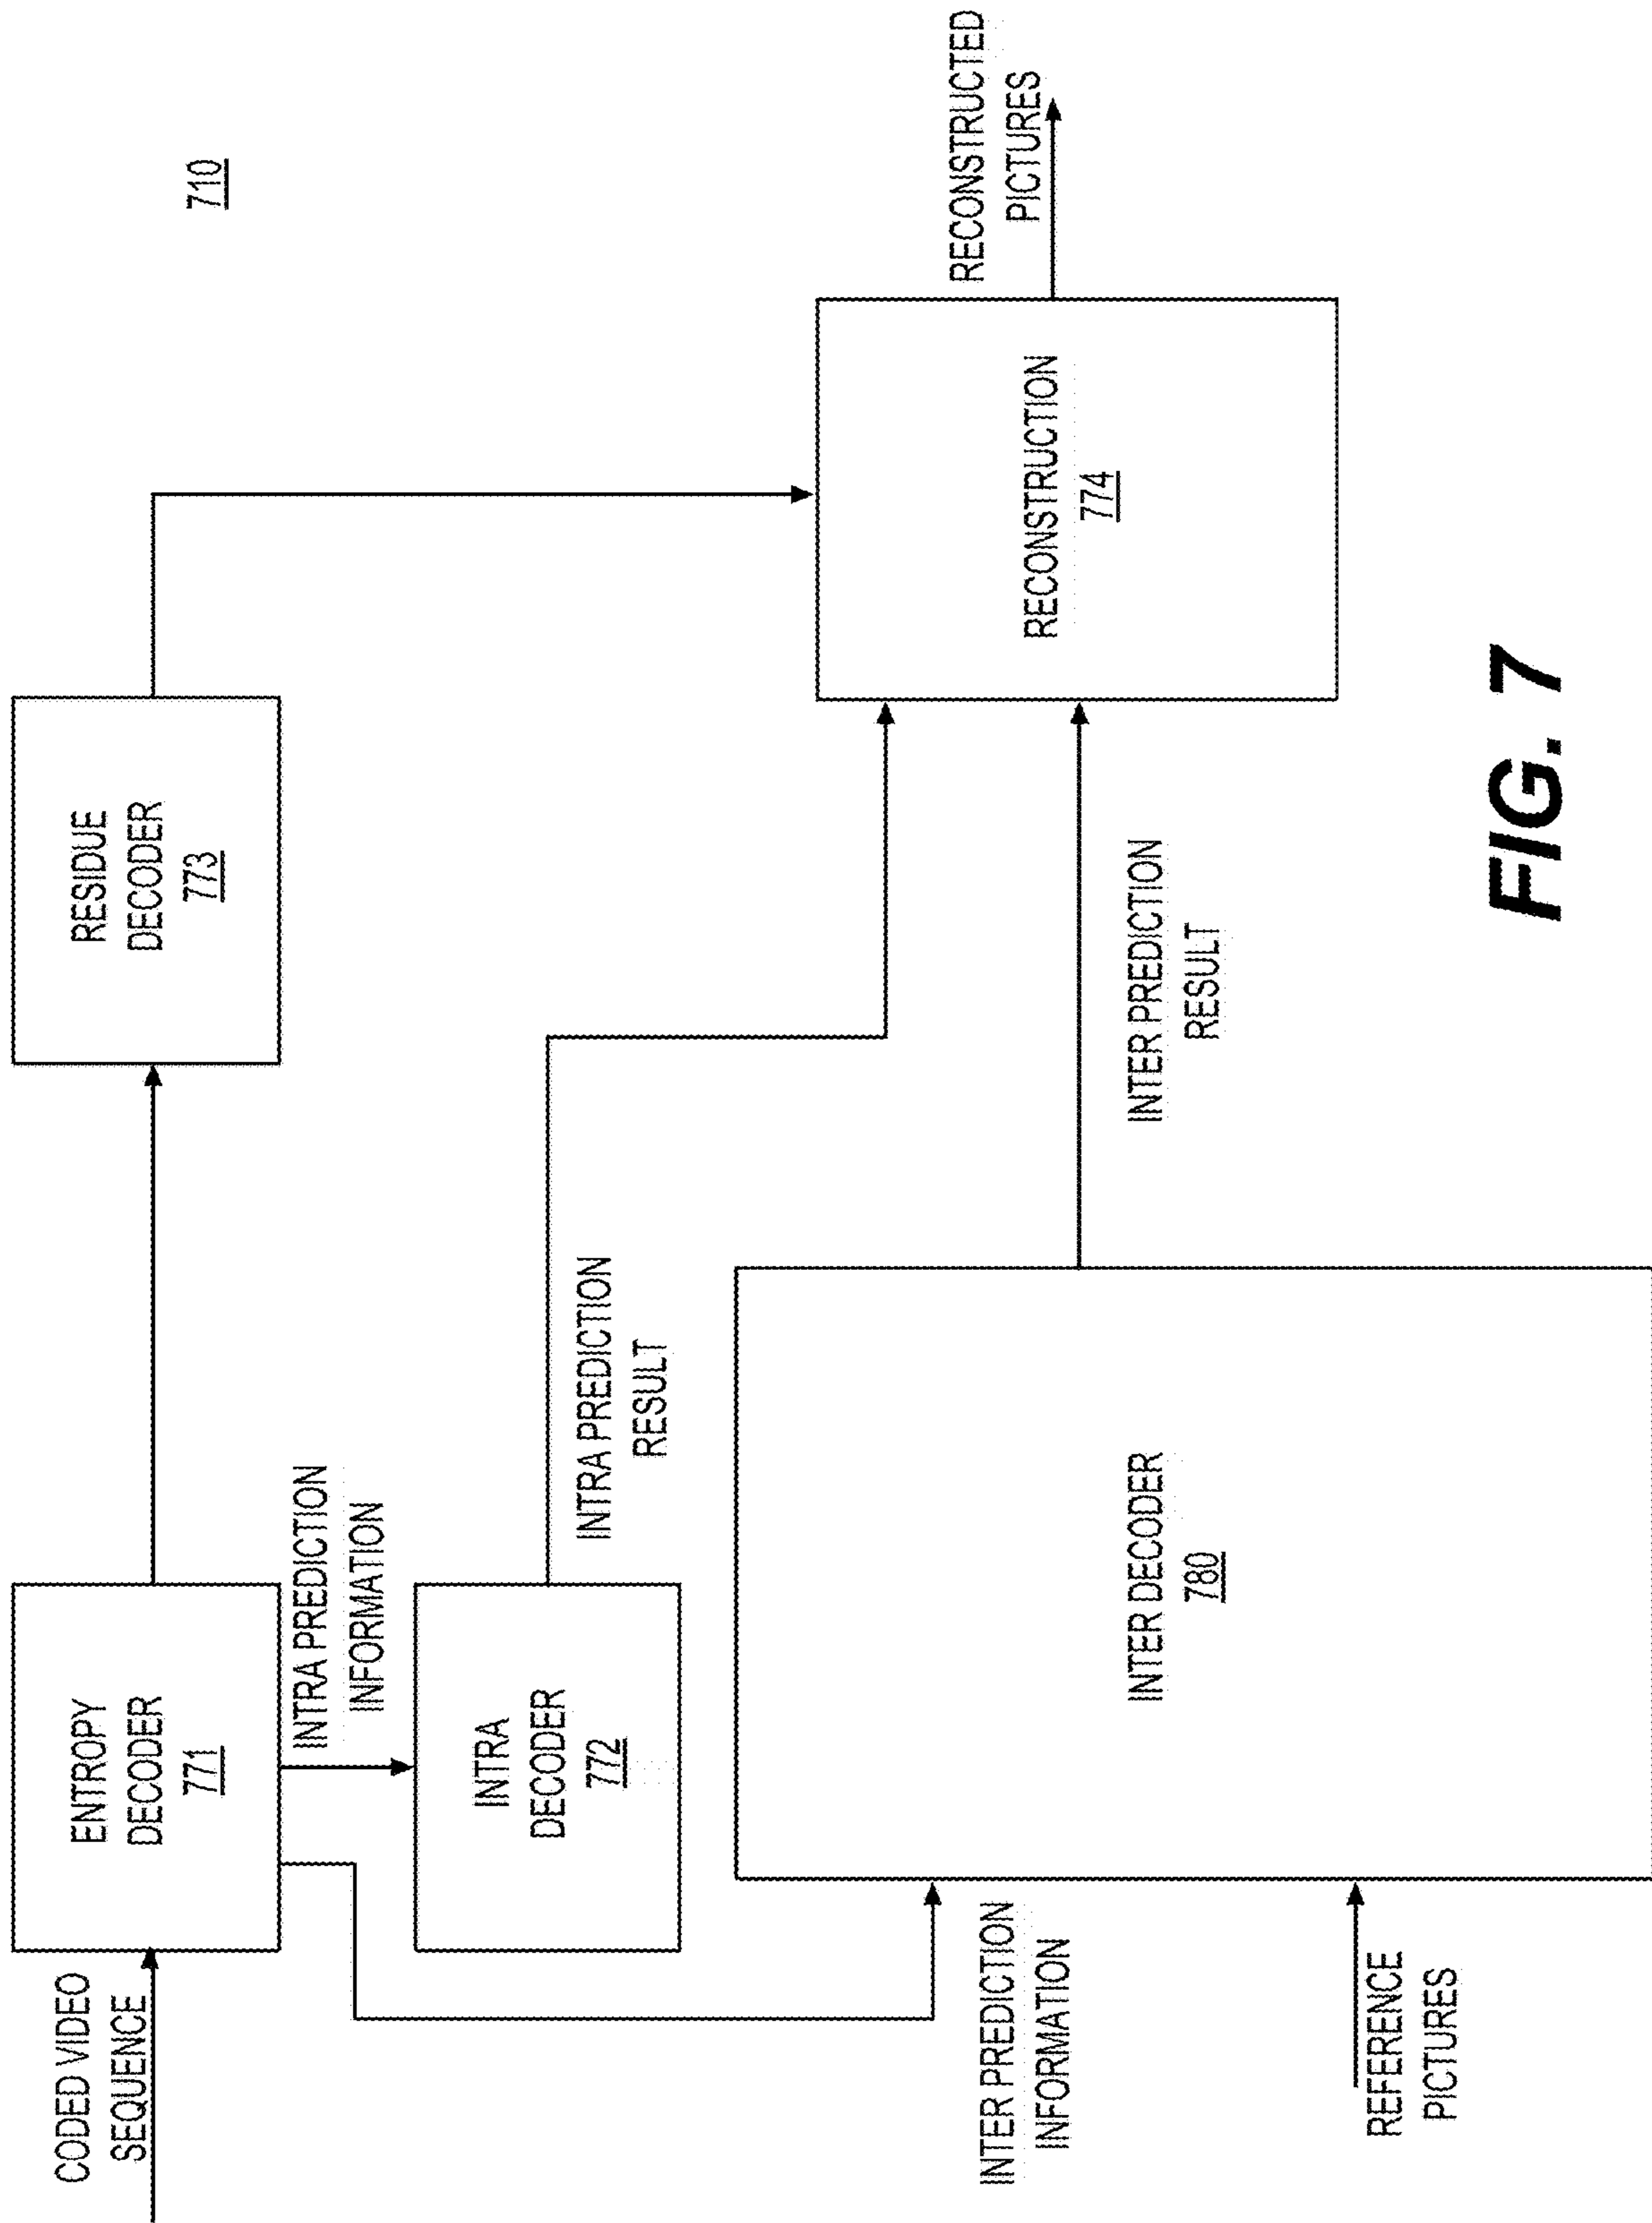 710
CODED VIDEO
SEQUENCE
ENTROPY
DECODER
771
RESIDUE
DECODER
773
INTRA PREDICTION
INFORMATION
INTRA
DECODER
772
INTRA PREDICTION
RESULT
RECONSTRUCTED
PICTURES
RECONSTRUCTION
774
INTER PREDICTION
INFORMATION
INTER DECODER
780
INTER PREDICTION
RESULT
REFERENCE
PICTURES
FIG. 7